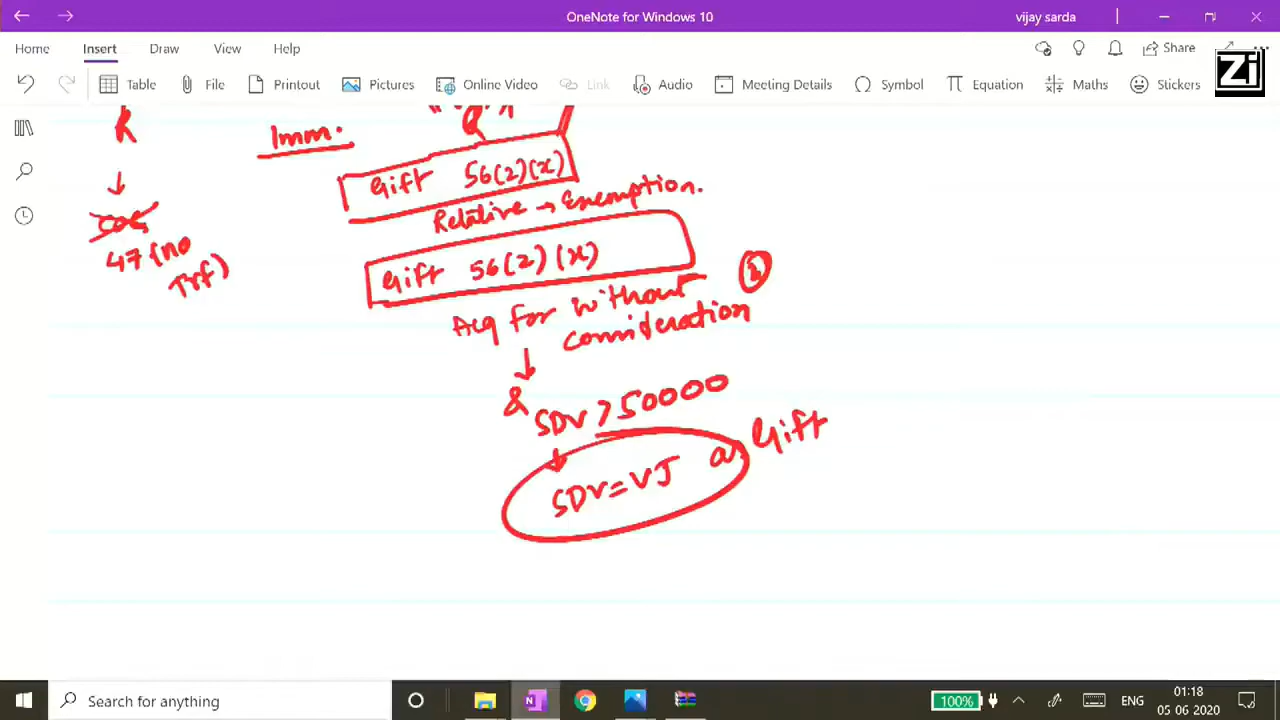 OneNote for Windows 10
vijay sarda
Home Insert Draw View Help
Share
Zi
Table File Printout Pictures Online Video Link Audio Meeting Details Symbol Equation Maths Stickers
R
Imm.
Gift 56(2)(x)
Relative → Exemption.
47 (no
Trf)
Gift 56(2)(x)
Acq for without
consideration
&
SDV > 50000
SDV = VJ as Gift
Search for anything
100%
ENG
01:18
05-06-2020